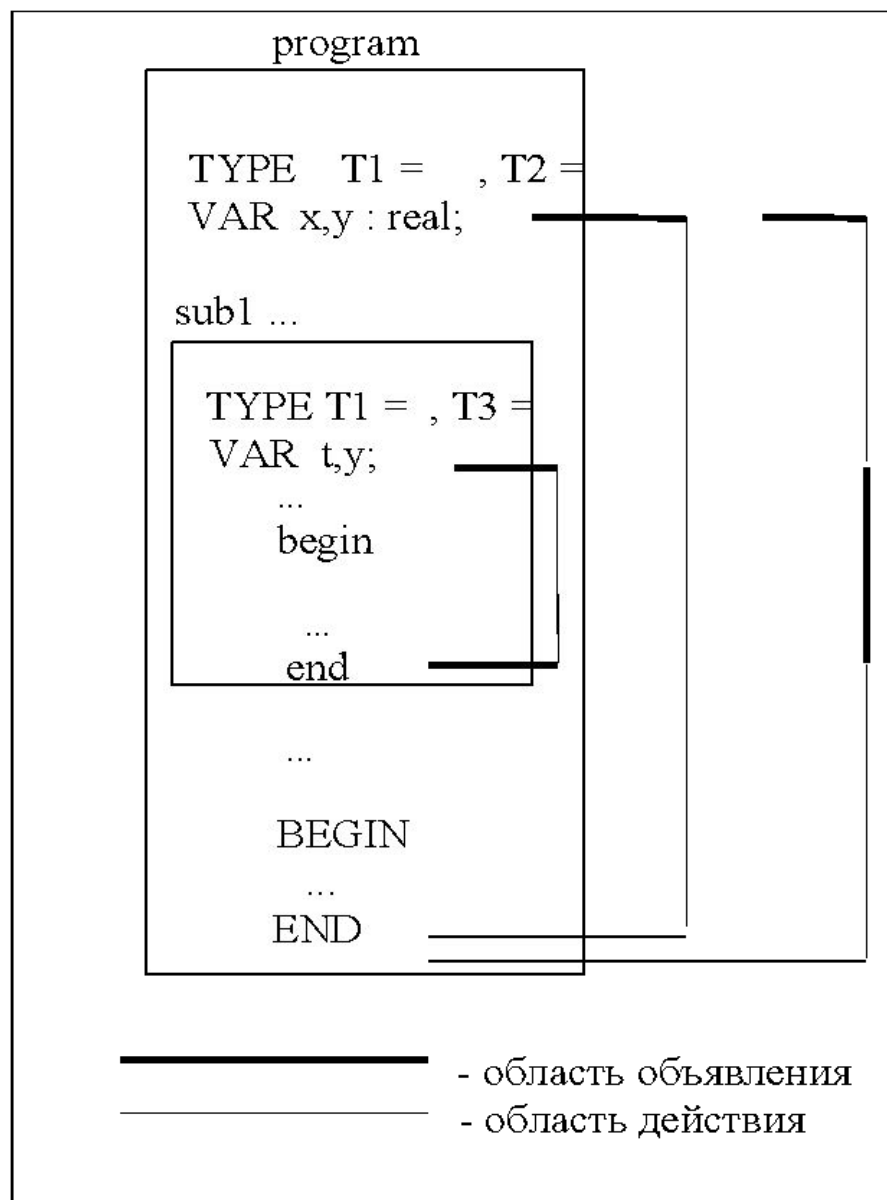 program
TYPE T1 = , T2 =
VAR x,y : real;
sub1 ...
TYPE T1 = , T3 =
VAR t,y;
...
begin
...
end
...
BEGIN
...
END
- область объявления
- область действия